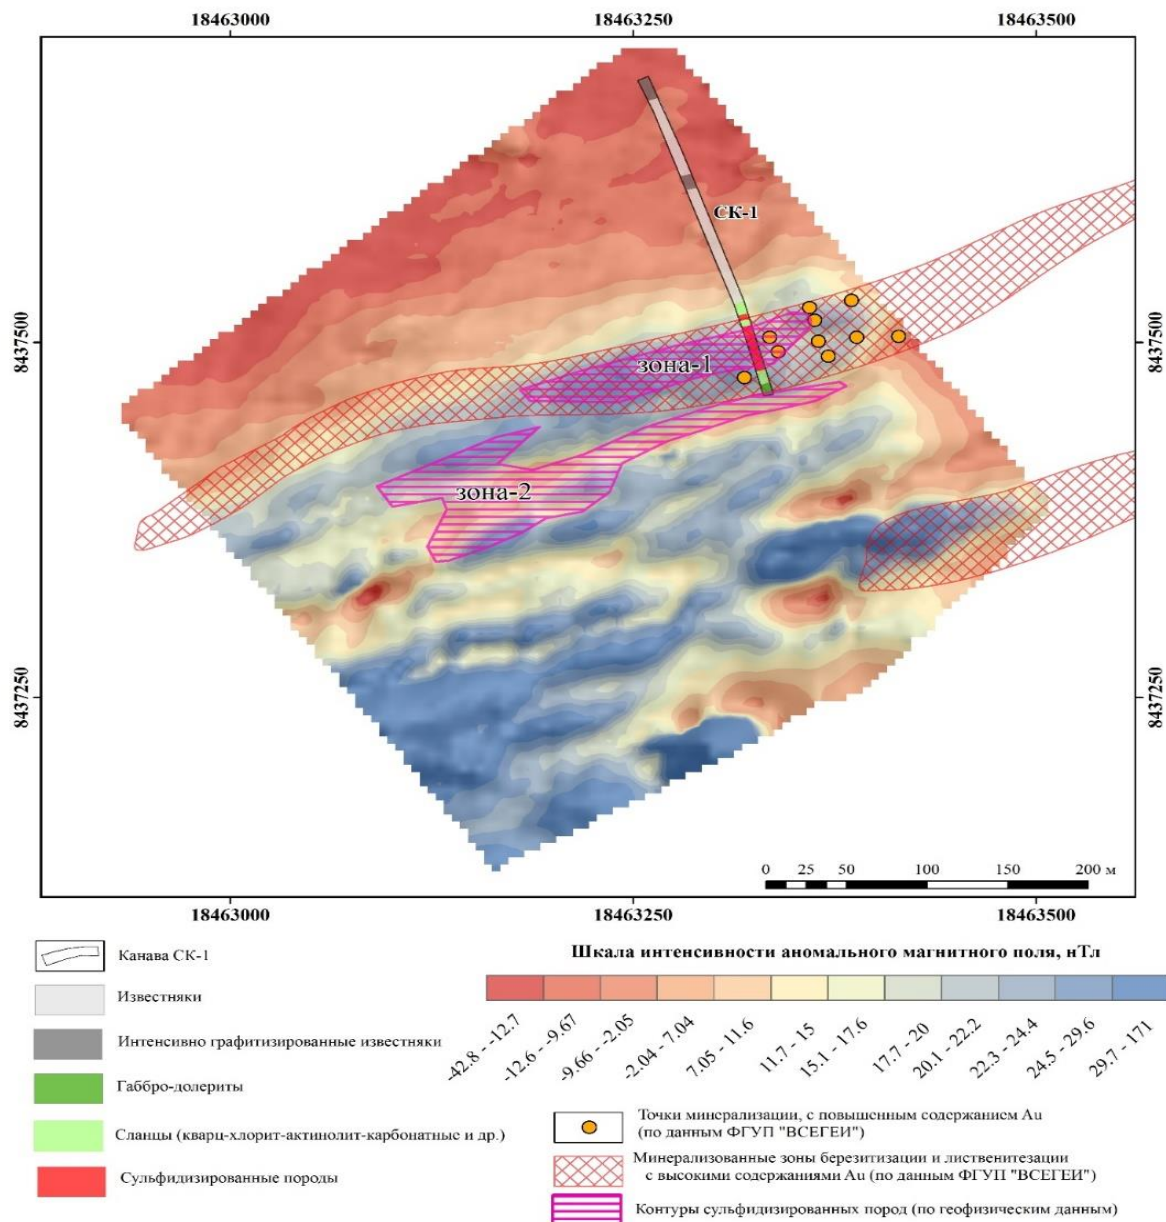 18463000 18463250 18463500
СК-1
8437500 8437500
зона-1
зона-2
8437250 8437250
0 25 50 100 150 200 м
18463000 18463250 18463500
Канава СК-1
Известняки
Интенсивно графитизированные известняки
Габбро-долериты
Сланцы (кварц-хлорит-актинолит-карбонатные и др.)
Сульфидизированные породы
Шкала интенсивности аномального магнитного поля, нТл
-42.8 - -12.7
-12.6 - -9.67
-9.66 - -2.05
-2.04 - 7.04
7.05 - 11.6
11.7 - 15
15.1 - 17.6
17.7 - 20
20.1 - 22.2
22.3 - 24.4
24.5 - 29.6
29.7 - 171
Точки минерализации, с повышенным содержанием Au
(по данным ФГУП "ВСЕГЕИ")
Минерализованные зоны березитизации и лиственитезации
с высокими содержаниями Au (по данным ФГУП "ВСЕГЕИ")
Контуры сульфидизированных пород (по геофизическим данным)